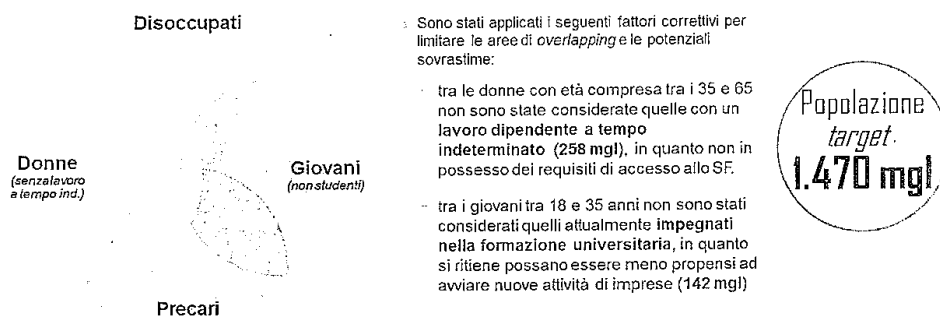 Disoccupati
Donne
(senza lavoro
a tempo ind.)
Giovani
(non studenti)
Precari
Sono stati applicati i seguenti fattori correttivi per
limitare le aree di overlapping e le potenziali
sovrastime:
- tra le donne con età compresa tra i 35 e 65
non sono state considerate quelle con un
lavoro dipendente a tempo
indeterminato (258 mgl), in quanto non in
possesso dei requisiti di accesso allo SF.
- tra i giovani tra 18 e 35 anni non sono stati
considerati quelli attualmente impegnati
nella formazione universitaria, in quanto
si ritiene possano essere meno propensi ad
avviare nuove attività di imprese (142 mgl)
Popolazione
target.
1.470 mgl